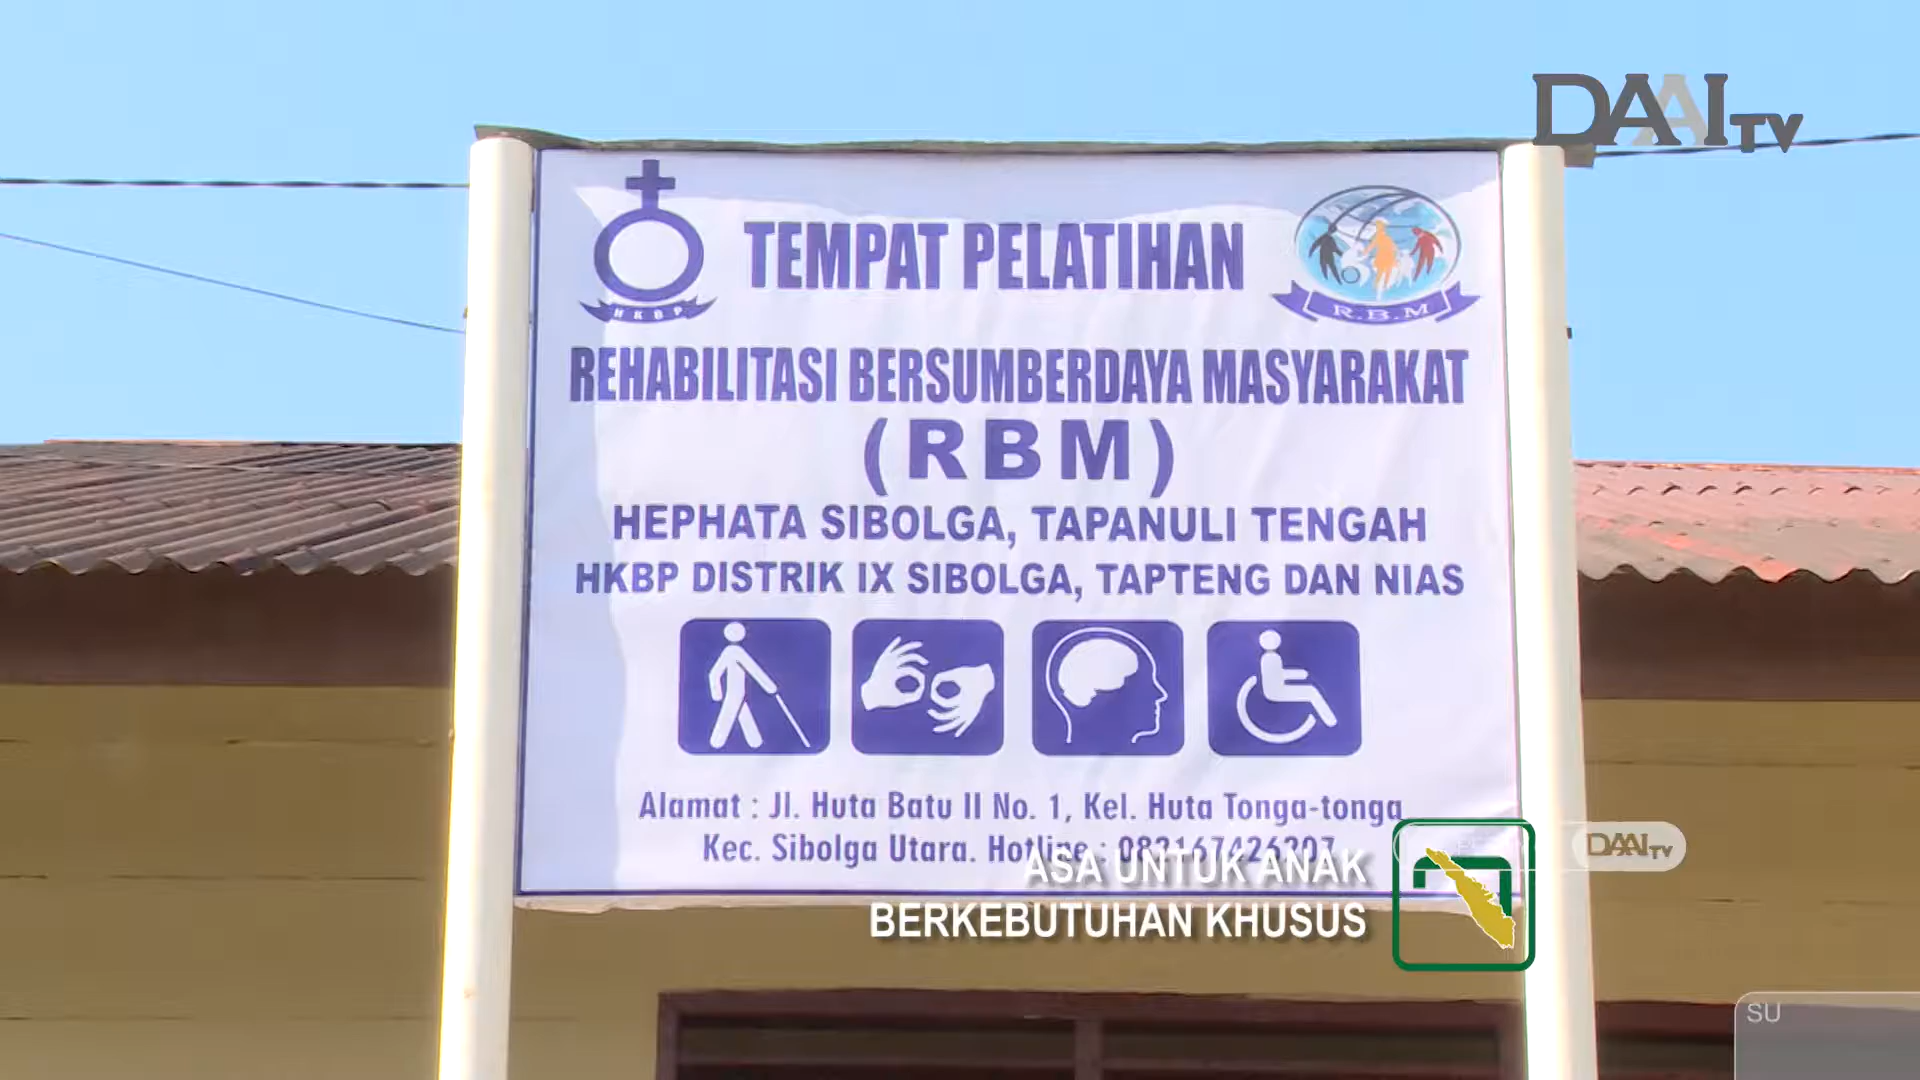 DAAI TV
HKBP
TEMPAT PELATIHAN
R.B.M
REHABILITASI BERSUMBERDAYA MASYARAKAT
(RBM)
HEPHATA SIBOLGA, TAPANULI TENGAH
HKBP DISTRIK IX SIBOLGA, TAPTENG DAN NIAS
Alamat : Jl. Huta Batu II No. 1, Kel. Huta Tonga-tonga
Kec. Sibolga Utara. Hotline :
ASA UNTUK ANAK
BERKEBUTUHAN KHUSUS
DAAI TV
SU